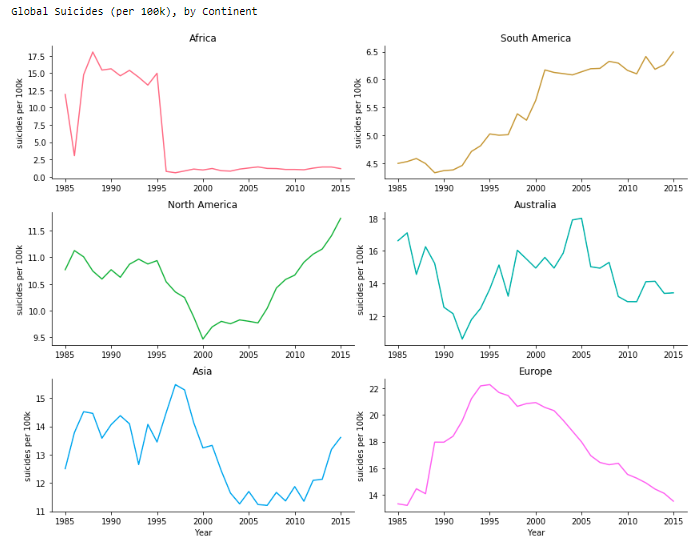 Global Suicides (per 100k), by Continent
Africa
suicides per 100k
17.5
15.0
12.5
10.0
7.5
5.0
2.5
0.0
1985 1990 1995 2000 2005 2010 2015
South America
suicides per 100k
6.5
6.0
5.5
5.0
4.5
1985 1990 1995 2000 2005 2010 2015
North America
suicides per 100k
11.5
11.0
10.5
10.0
9.5
1985 1990 1995 2000 2005 2010 2015
Australia
suicides per 100k
18
16
14
12
1985 1990 1995 2000 2005 2010 2015
Asia
suicides per 100k
15
14
13
12
11
1985 1990 1995 2000 2005 2010 2015
Year
Europe
suicides per 100k
22
20
18
16
14
1985 1990 1995 2000 2005 2010 2015
Year